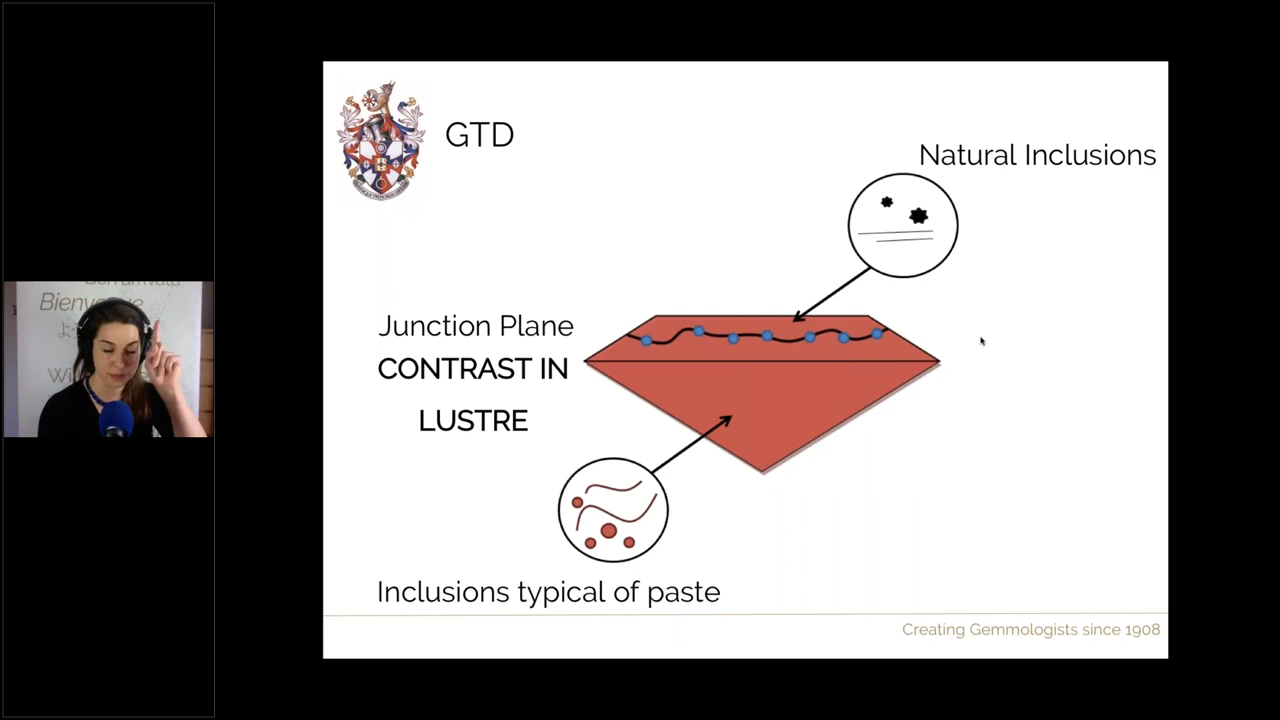 GTD
Natural Inclusions
Junction Plane
CONTRAST IN
LUSTRE
Inclusions typical of paste
Creating Gemmologists since 1908
Bienvenue